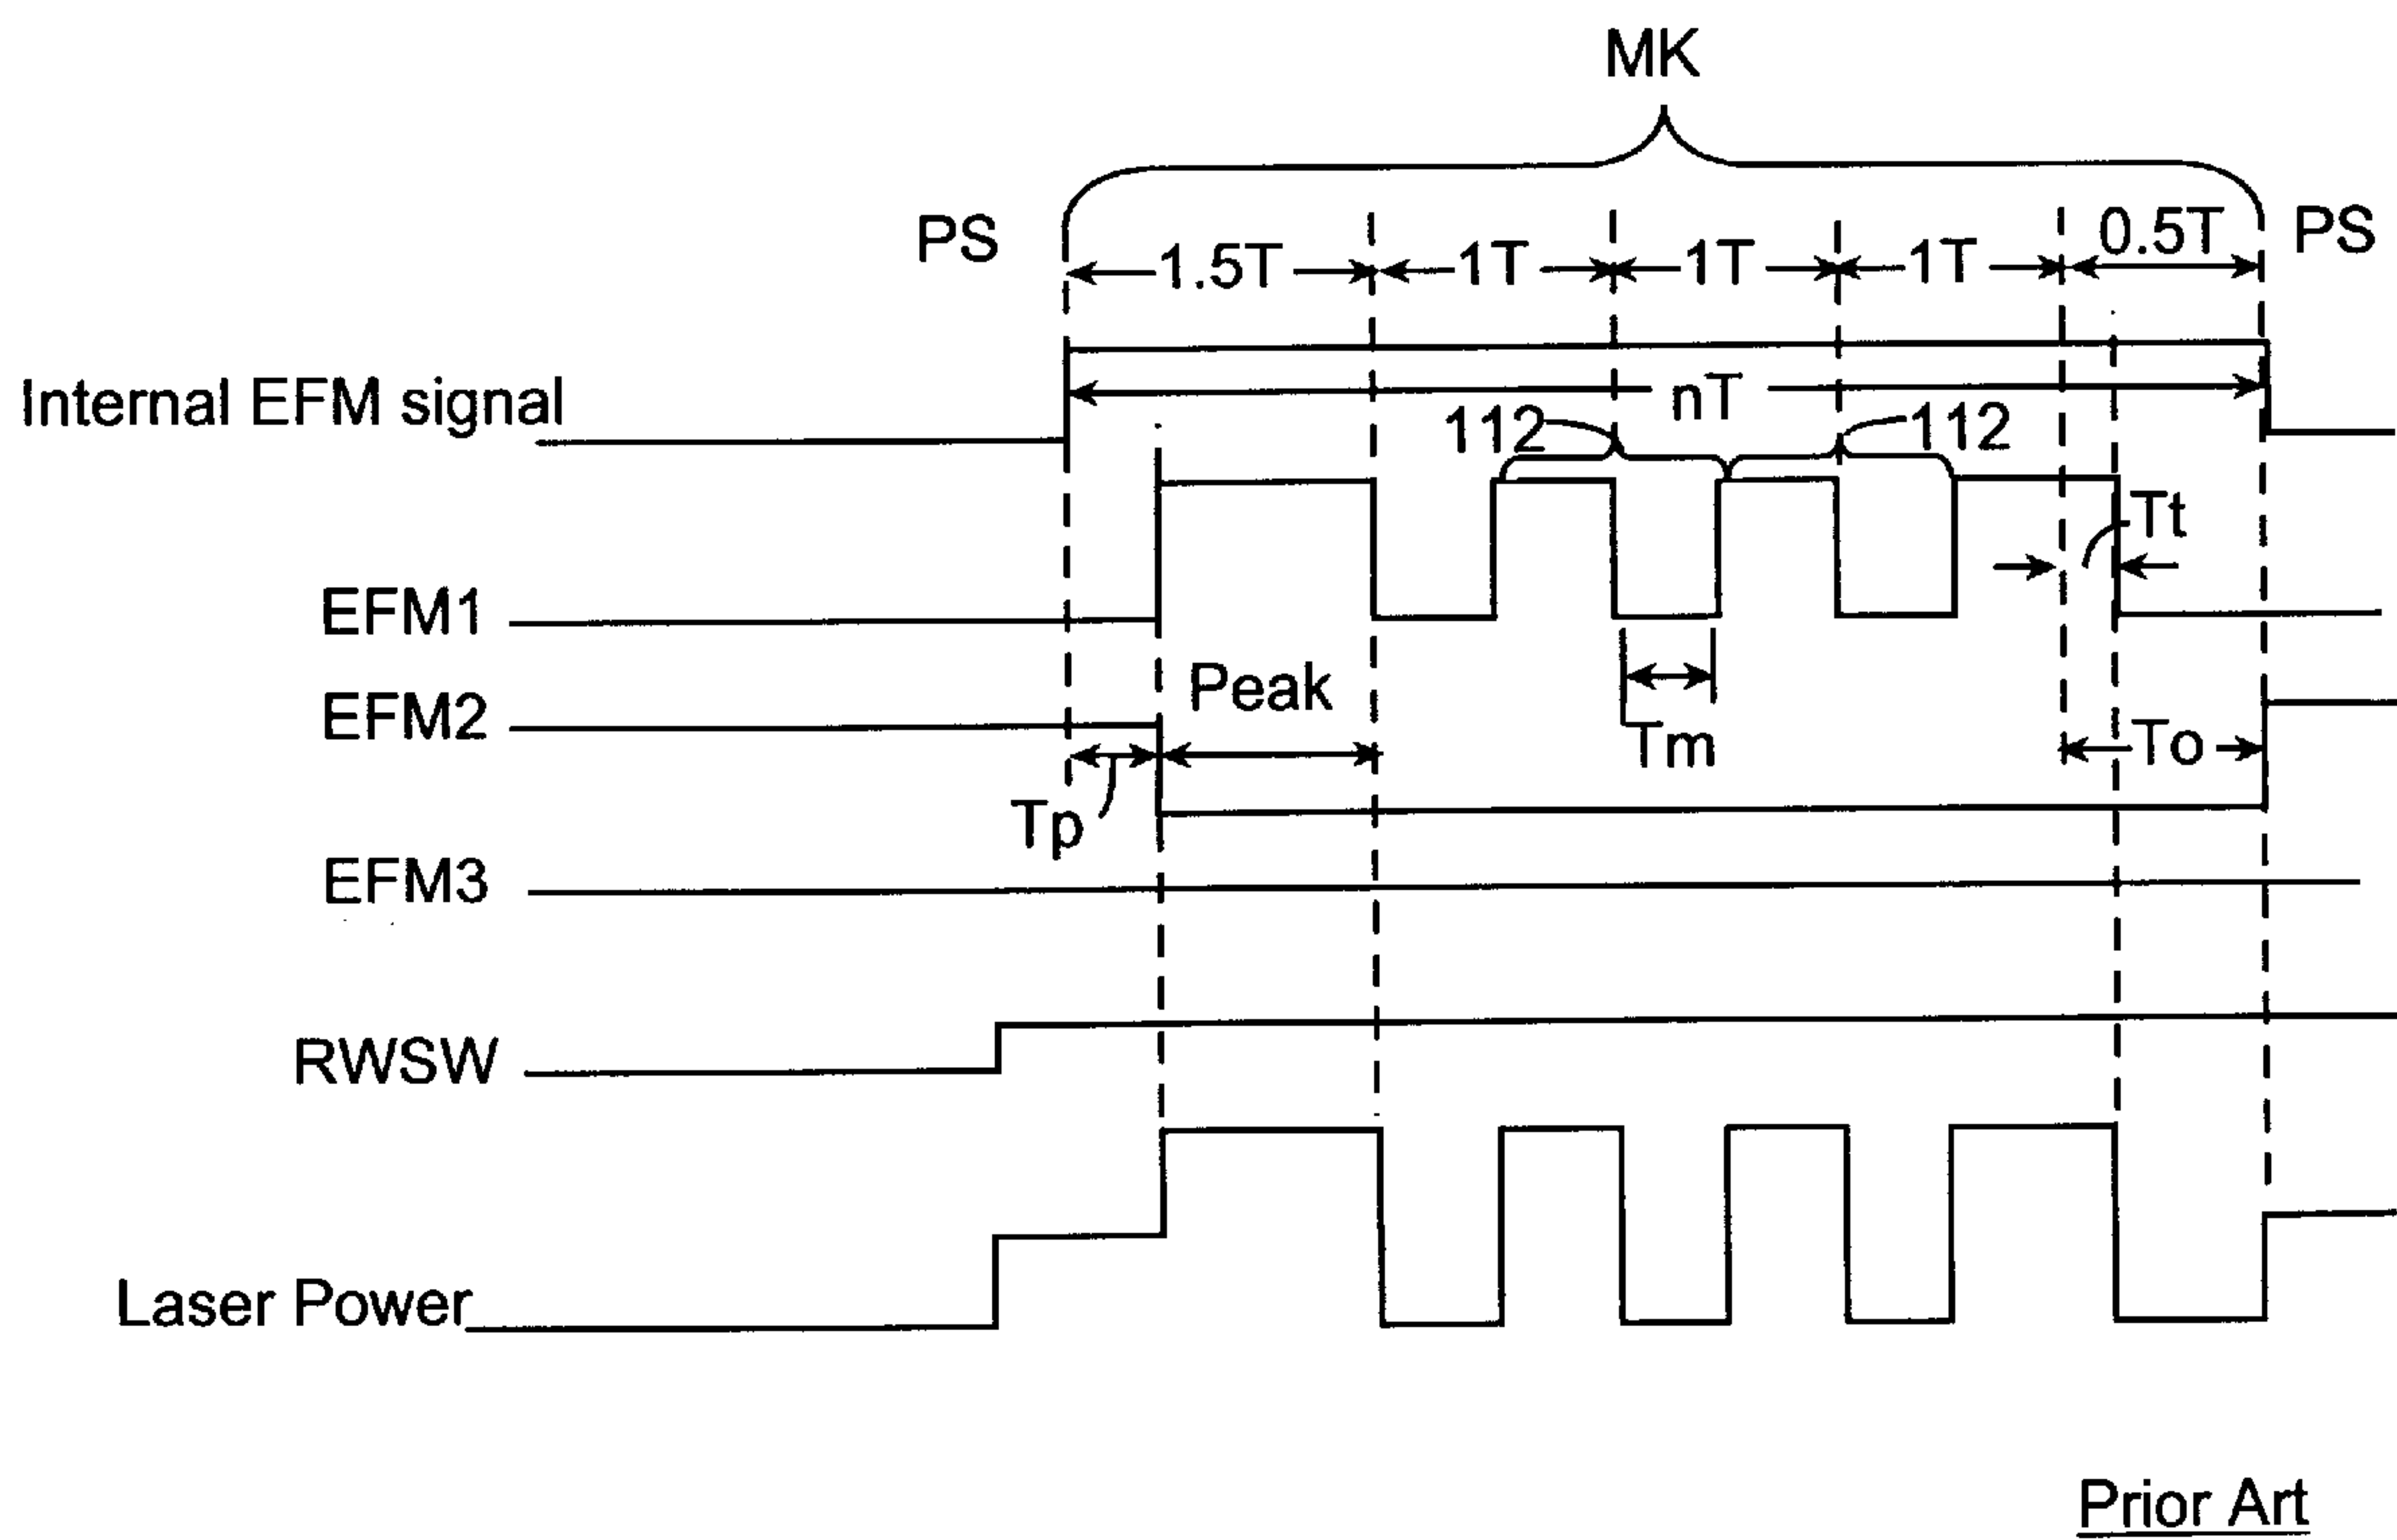 MK
PS
1.5T
1T
1T
1T
0.5T
PS
Internal EFM signal
nT
112
112
Tt
EFM1
Peak
EFM2
Tm
To
Tp
EFM3
RWSW
Laser Power
Prior Art